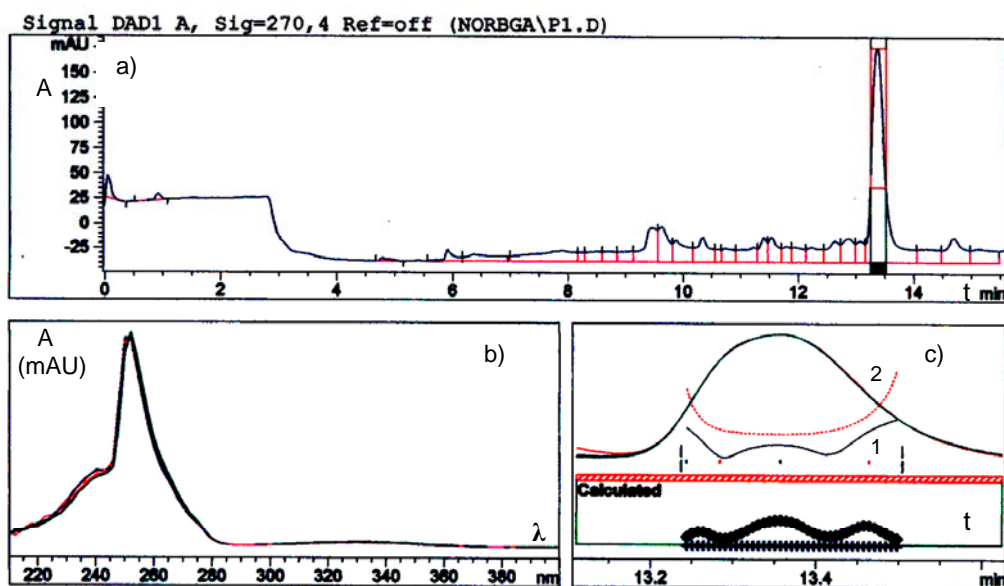 Signal DAD1 A, Sig=270,4 Ref=off (NORBGA\P1.D)
mAU
a)
A
150
125
100
75
50
25
0
-25
0 2 4 6 8 10 12 14 t min
A
(mAU)
b)
λ
220 240 260 280 300 320 340 360 380 nm
c)
2
1
Calculated
t
13.2 13.4